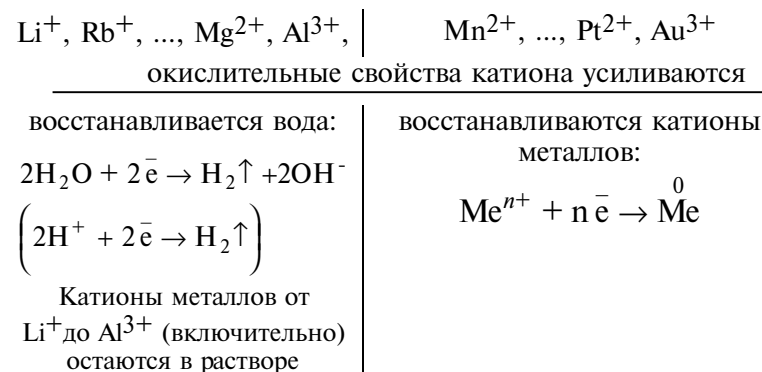 Li⁺, Rb⁺, ..., Mg²⁺, Al³⁺, | Mn²⁺, ..., Pt²⁺, Au³⁺
окислительные свойства катиона усиливаются
восстанавливается вода:
2H₂O + 2ē → H₂↑ +2OH⁻
(2H⁺ + 2ē → H₂↑)
Катионы металлов от
Li⁺до Al³⁺ (включительно)
остаются в растворе
восстанавливаются катионы
металлов:
Meⁿ⁺ + n ē → Me⁰